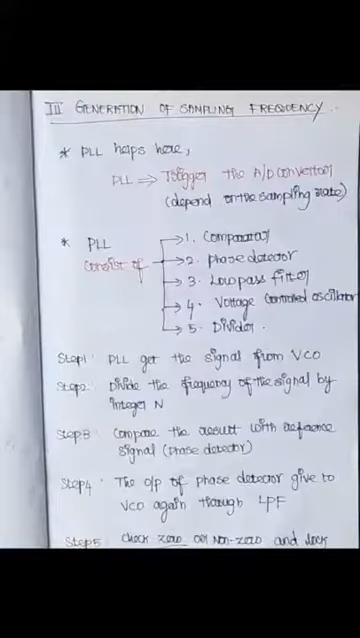 III GENERATION OF SAMPLING FREQUENCY.
* PLL helps here,
PLL ⇒ Trigger the A/D Convertor
(depend on the sampling rate)
* PLL consist of
→ 1. Comparator
→ 2. Phase detector
→ 3. Low pass filter
→ 4. Voltage controlled oscillator
→ 5. Divider.
Step1: PLL get the signal from VCO
Step2: Divide the frequency of the signal by
integer N
Step3: Compare the result with reference
signal (phase detector)
Step4: The o/p of phase detector give to
VCO again through LPF
Step5: Check zero or non-zero and lock